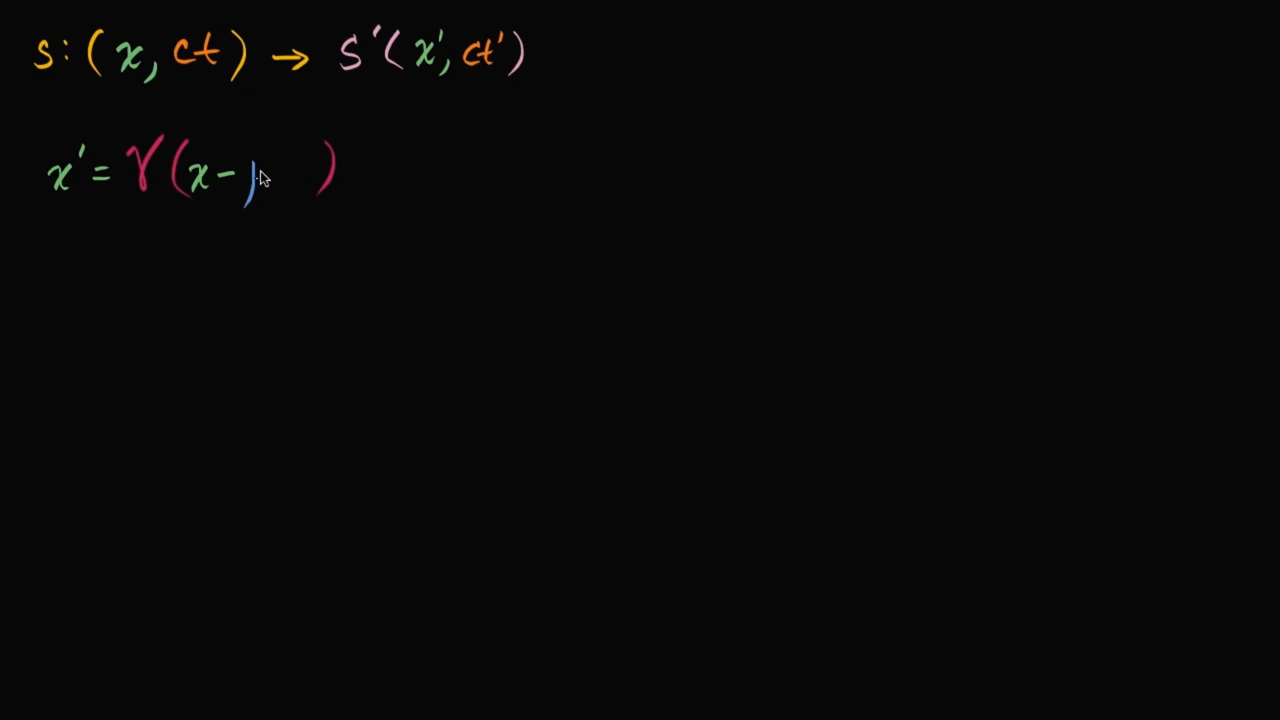 S: (x, ct) → S'(x', ct')
x' = γ(x - )